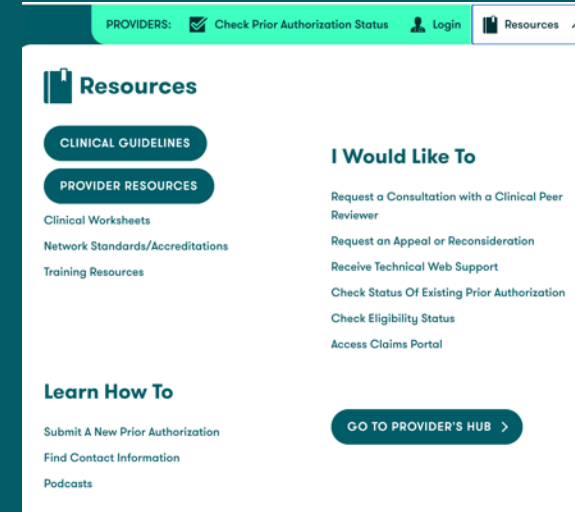 PROVIDERS: Check Prior Authorization Status Login Resources
Resources
CLINICAL GUIDELINES
PROVIDER RESOURCES
Clinical Worksheets
Network Standards/Accreditations
Training Resources
I Would Like To
Request a Consultation with a Clinical Peer
Reviewer
Request an Appeal or Reconsideration
Receive Technical Web Support
Check Status Of Existing Prior Authorization
Check Eligibility Status
Access Claims Portal
Learn How To
Submit A New Prior Authorization
Find Contact Information
Podcasts
GO TO PROVIDER'S HUB >